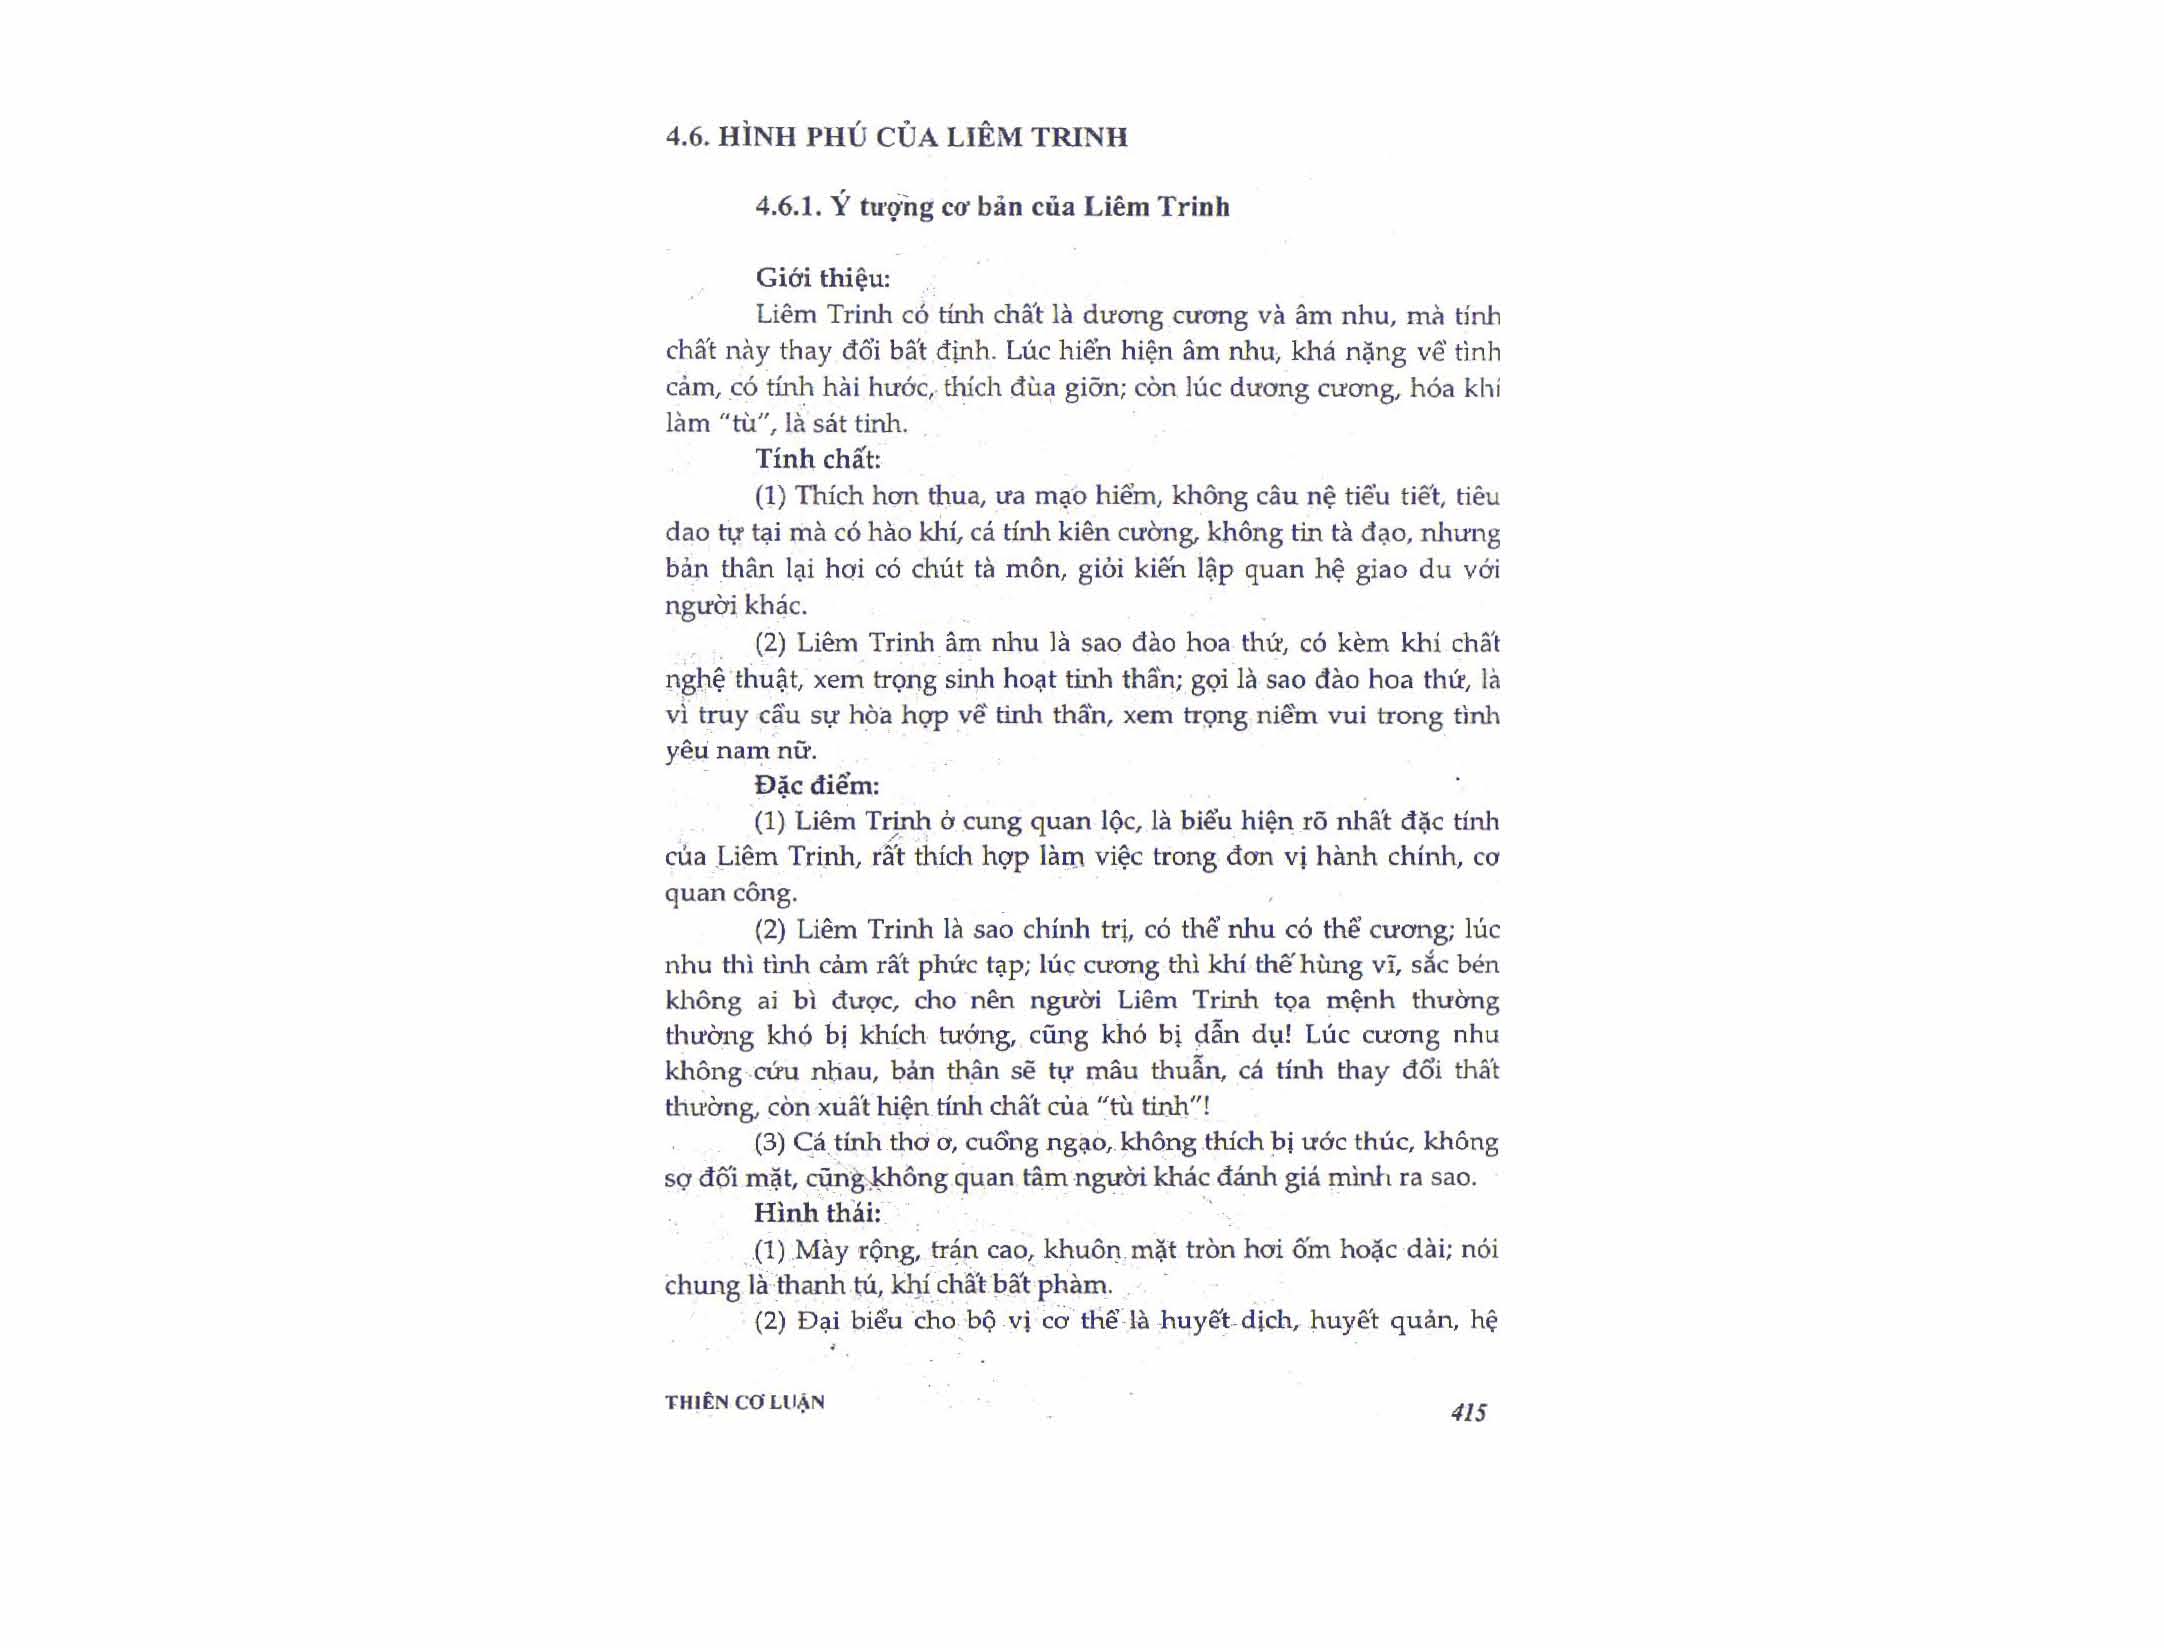 4.6. HÌNH PHÚ CỦA LIÊM TRINH
4.6.1. Ý tượng cơ bản của Liêm Trinh
Giới thiệu:
Liêm Trinh có tính chất là dương cương và âm nhu, mà tính
chất này thay đổi bất định. Lúc hiển hiện âm nhu, khá nặng về tình
cảm, có tính hài hước, thích đùa giỡn; còn lúc dương cương, hóa khí
làm “tù”, là sát tinh.
Tính chất:
(1) Thích hơn thua, ưa mạo hiểm, không câu nệ tiểu tiết, tiêu
dao tự tại mà có hào khí, cá tính kiên cường, không tin tà đạo, nhưng
bản thân lại hơi có chút tà môn, giỏi kiến lập quan hệ giao du với
người khác.
(2) Liêm Trinh âm nhu là sao đào hoa thứ, có kèm khí chất
nghệ thuật, xem trọng sinh hoạt tinh thần; gọi là sao đào hoa thứ, là
vì truy cầu sự hòa hợp về tinh thần, xem trọng niềm vui trong tình
yêu nam nữ.
Đặc điểm:
(1) Liêm Trinh ở cung quan lộc, là biểu hiện rõ nhất đặc tính
của Liêm Trinh, rất thích hợp làm việc trong đơn vị hành chính, cơ
quan công.
(2) Liêm Trinh là sao chính trị, có thể nhu có thể cương; lúc
nhu thì tình cảm rất phức tạp; lúc cương thì khí thế hùng vĩ, sắc bén
không ai bì được, cho nên người Liêm Trinh tọa mệnh thường
thường khó bị khích tướng, cũng khó bị dẫn dụ! Lúc cương nhu
không cứu nhau, bản thân sẽ tự mâu thuẫn, cá tính thay đổi thất
thường, còn xuất hiện tính chất của “tù tinh”!
(3) Cá tính thơ ơ, cuồng ngạo, không thích bị ước thúc, không
sợ đối mặt, cũng không quan tâm người khác đánh giá mình ra sao.
Hình thái:
(1) Mày rộng, trán cao, khuôn mặt tròn hơi ốm hoặc dài; nói
chung là thanh tú, khí chất bất phàm.
(2) Đại biểu cho bộ vị cơ thể là huyết dịch, huyết quản, hệ
THIÊN CƠ LUẬN
415